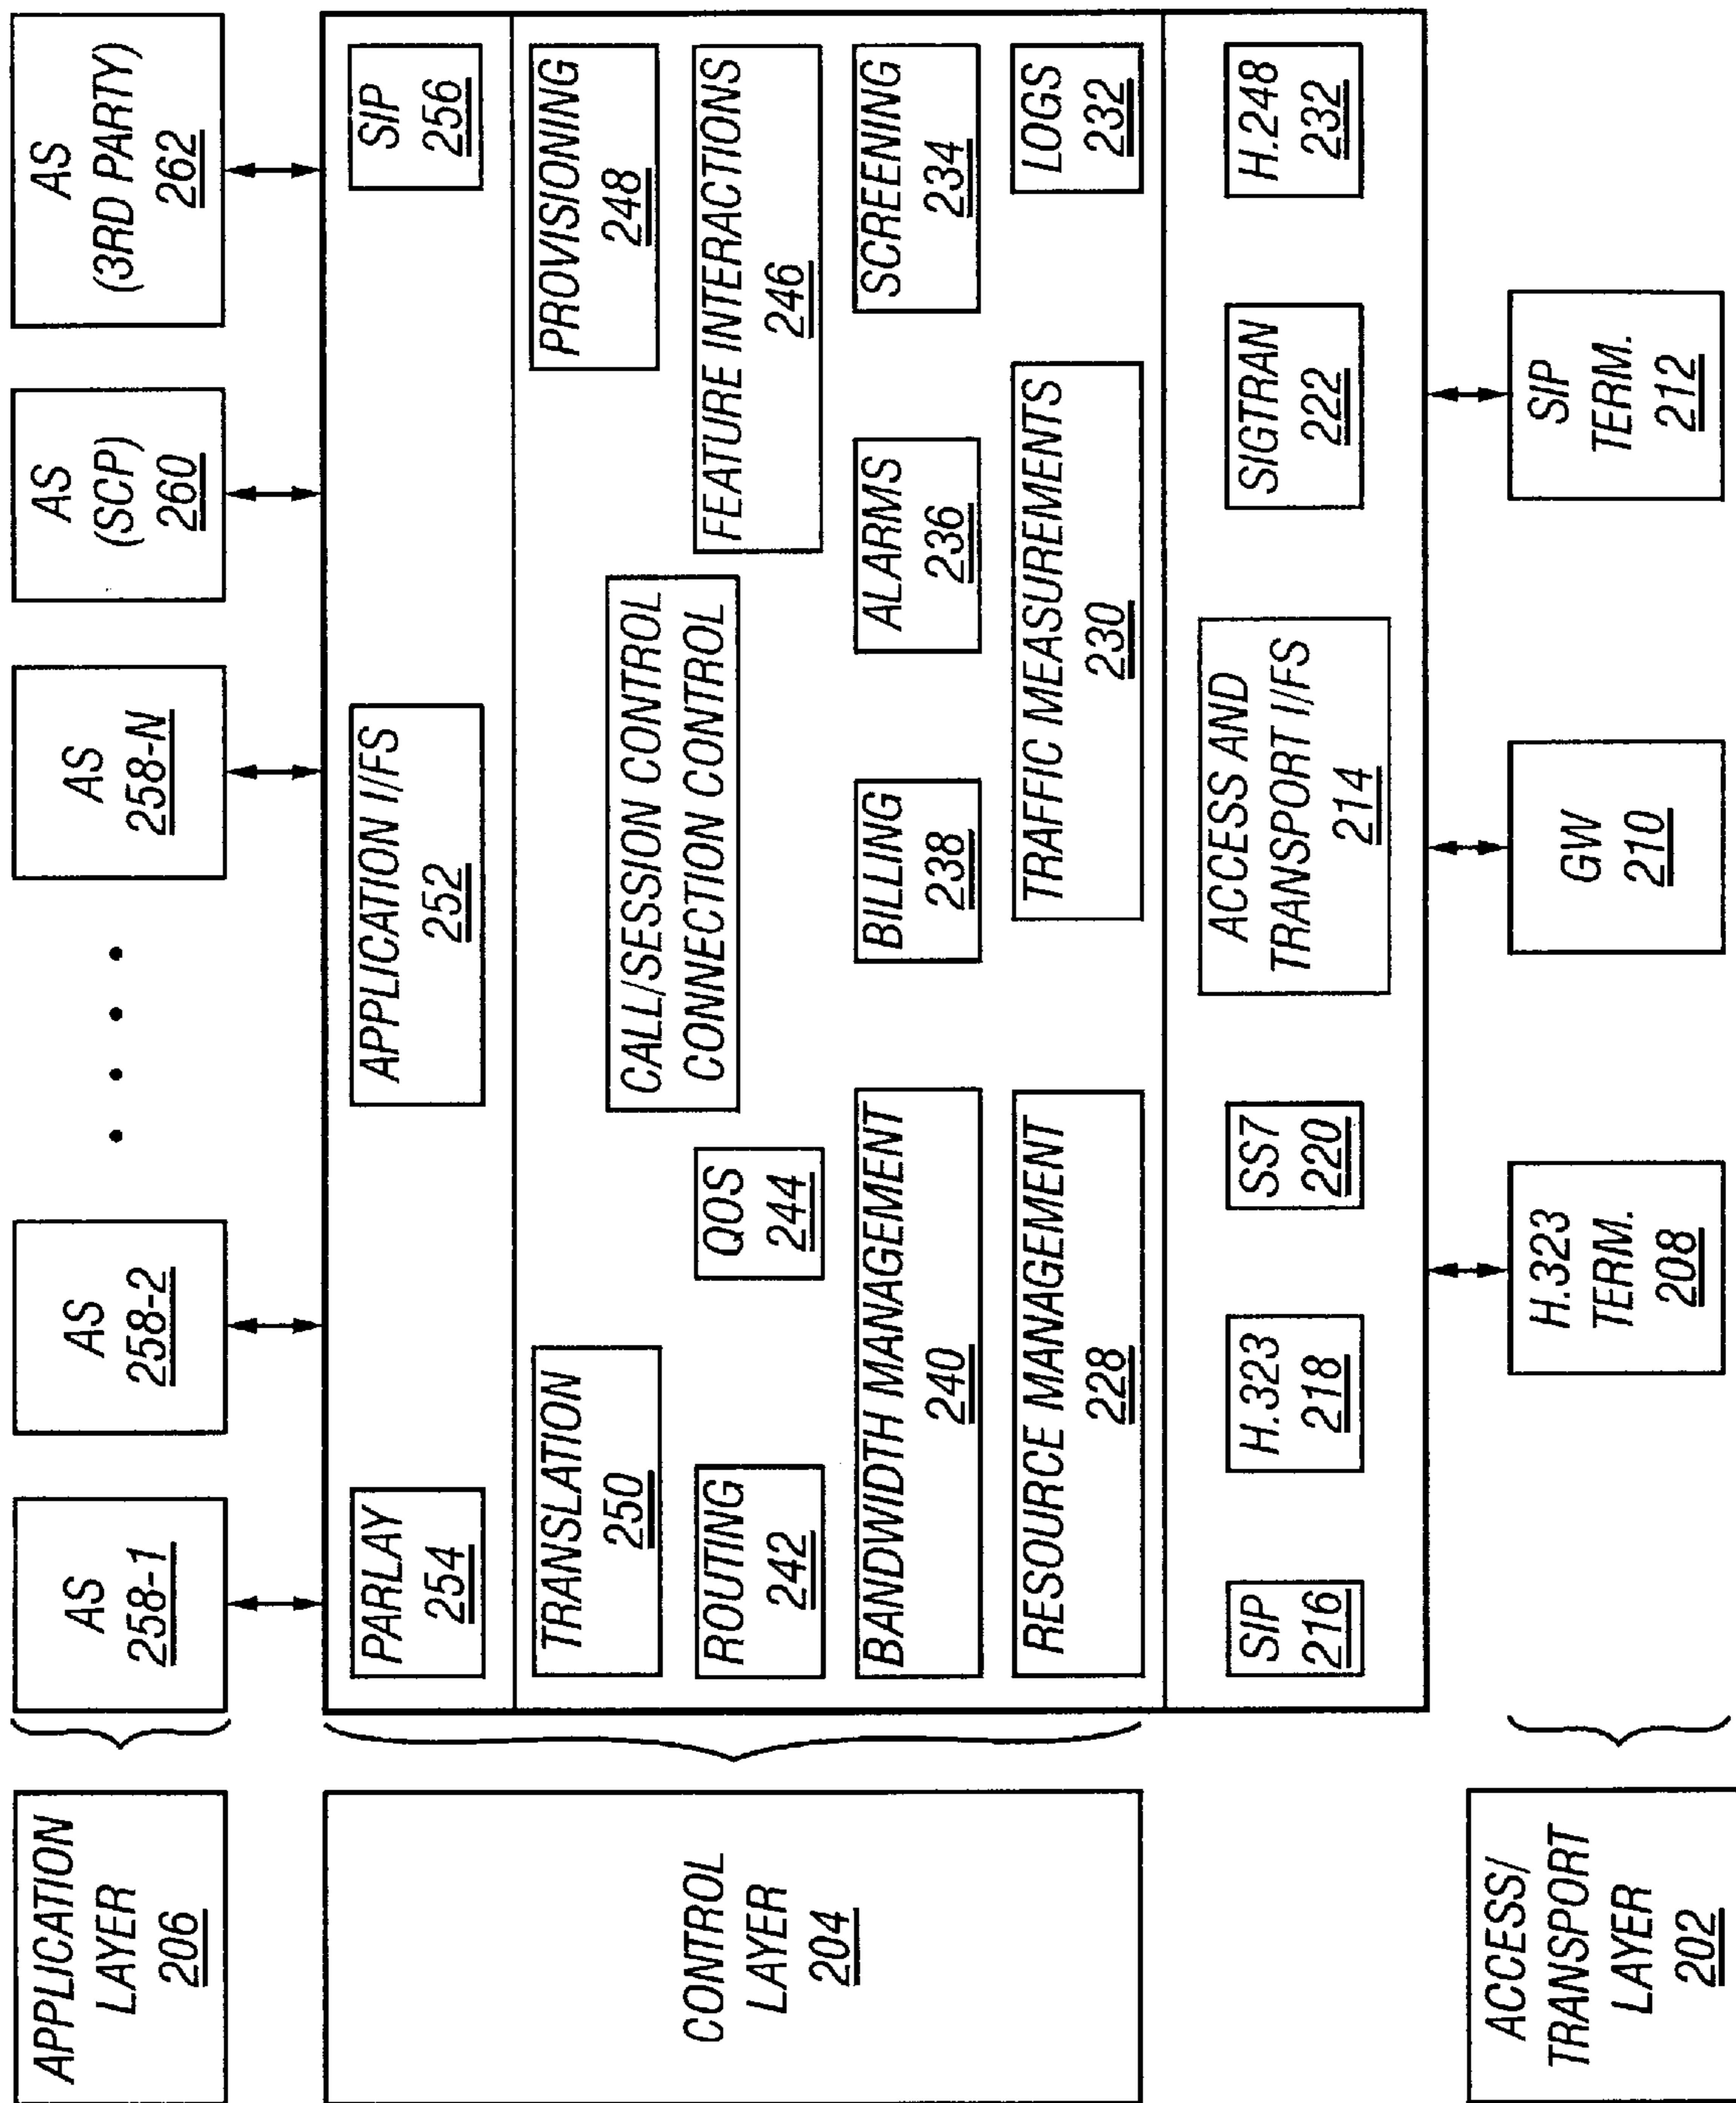 APPLICATION
LAYER
206
AS
258-1
AS
258-2
AS
258-N
AS
(SCP)
260
AS
(3RD PARTY)
262
CONTROL
LAYER
204
PARLAY
254
APPLICATION I/FS
252
SIP
256
TRANSLATION
250
PROVISIONING
248
CALL/SESSION CONTROL
CONNECTION CONTROL
ROUTING
242
QOS
244
FEATURE INTERACTIONS
246
BANDWIDTH MANAGEMENT
240
BILLING
238
ALARMS
236
SCREENING
234
RESOURCE MANAGEMENT
228
TRAFFIC MEASUREMENTS
230
LOGS
232
SIP
216
H.323
218
SS7
220
ACCESS AND
TRANSPORT I/FS
214
SIGTRAN
222
H.248
232
ACCESS/
TRANSPORT
LAYER
202
H.323
TERM.
208
GW
210
SIP
TERM.
212